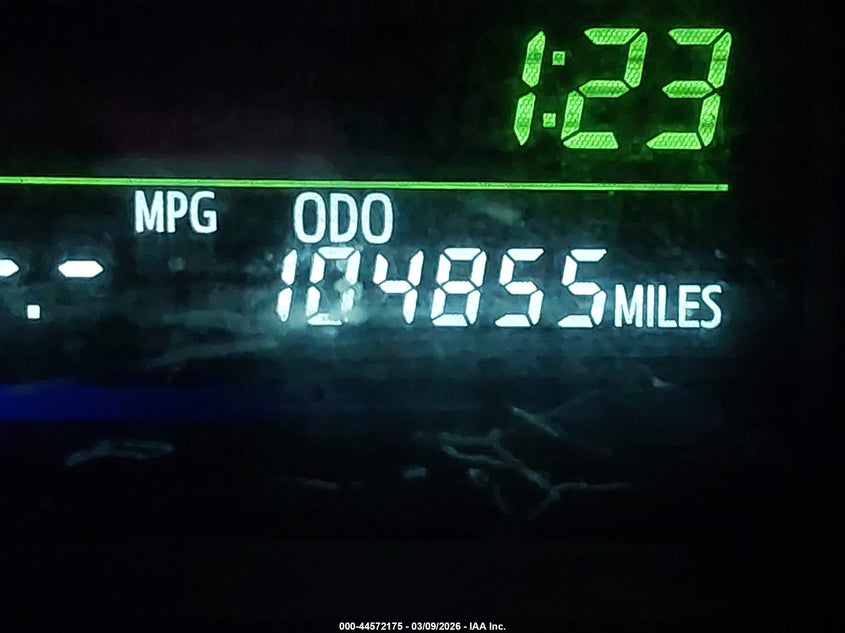 1:23
MPG ODO
-.- 104855 MILES
000-44572175 - 03/09/2026 - IAA Inc.